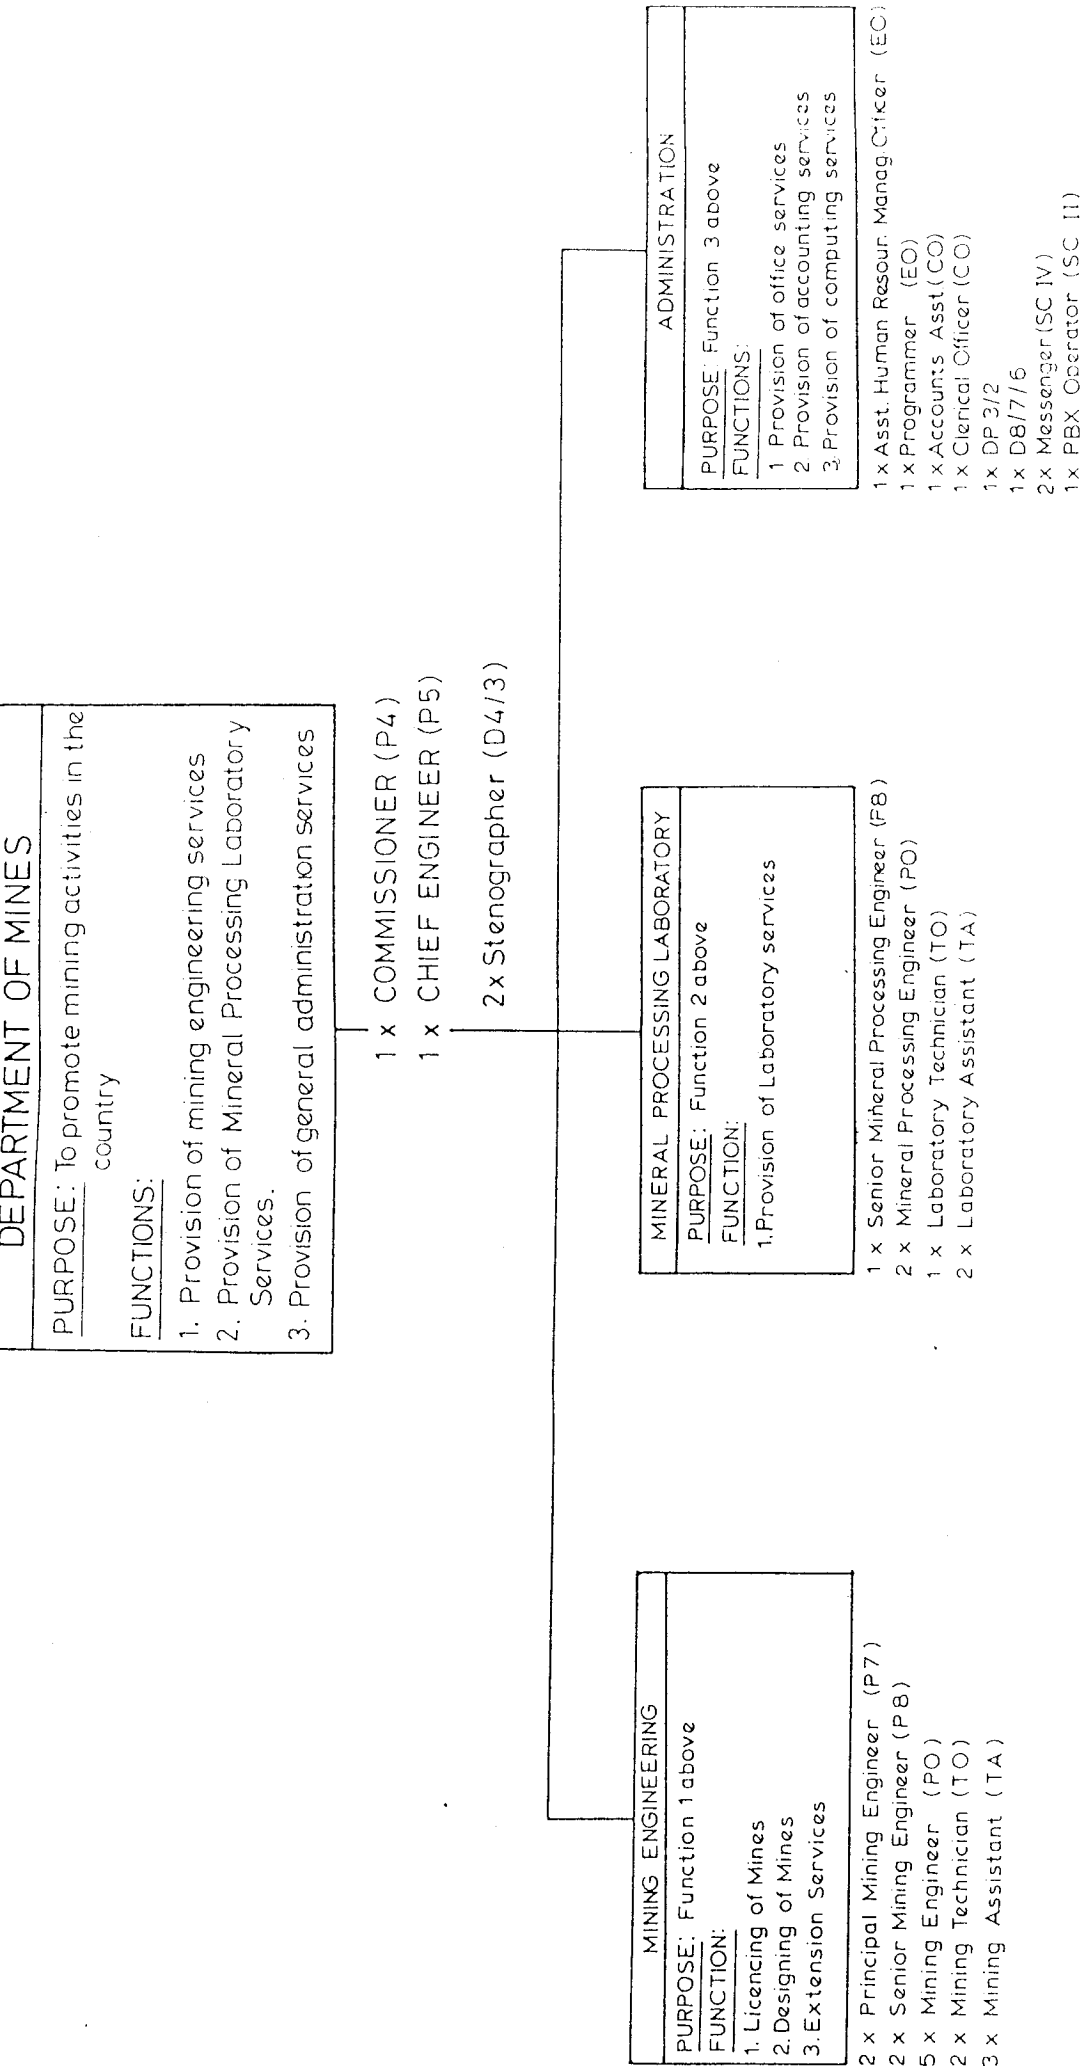 DEPARTMENT OF MINES
PURPOSE: To promote mining activities in the
country
FUNCTIONS:
1. Provision of mining engineering services
2. Provision of Mineral Processing Laboratory
Services.
3. Provision of general administration services
1 x COMMISSIONER (P4)
1 x CHIEF ENGINEER (P5)
2 x Stenographer (D4/3)
MINING ENGINEERING
PURPOSE: Function 1 above
FUNCTION:
1. Licencing of Mines
2. Designing of Mines
3. Extension Services
2 x Principal Mining Engineer (P7)
2 x Senior Mining Engineer (P8)
5 x Mining Engineer (PO)
2 x Mining Technician (TO)
3 x Mining Assistant (TA)
MINERAL PROCESSING LABORATORY
PURPOSE: Function 2 above
FUNCTION:
1. Provision of Laboratory services
1 x Senior Mineral Processing Engineer (P8)
2 x Mineral Processing Engineer (PO)
1 x Laboratory Technician (TO)
2 x Laboratory Assistant (TA)
ADMINISTRATION
PURPOSE: Function 3 above
FUNCTIONS:
1 Provision of office services
2. Provision of accounting services
3. Provision of computing services
1 x Asst. Human Resour. Manag. Officer (EO)
1 x Programmer (EO)
1 x Accounts Asst (CO)
1 x Clerical Officer (CO)
1 x DP 3/2
1 x D8/7/6
2 x Messenger (SC IV)
1 x PBX Operator (SC II)